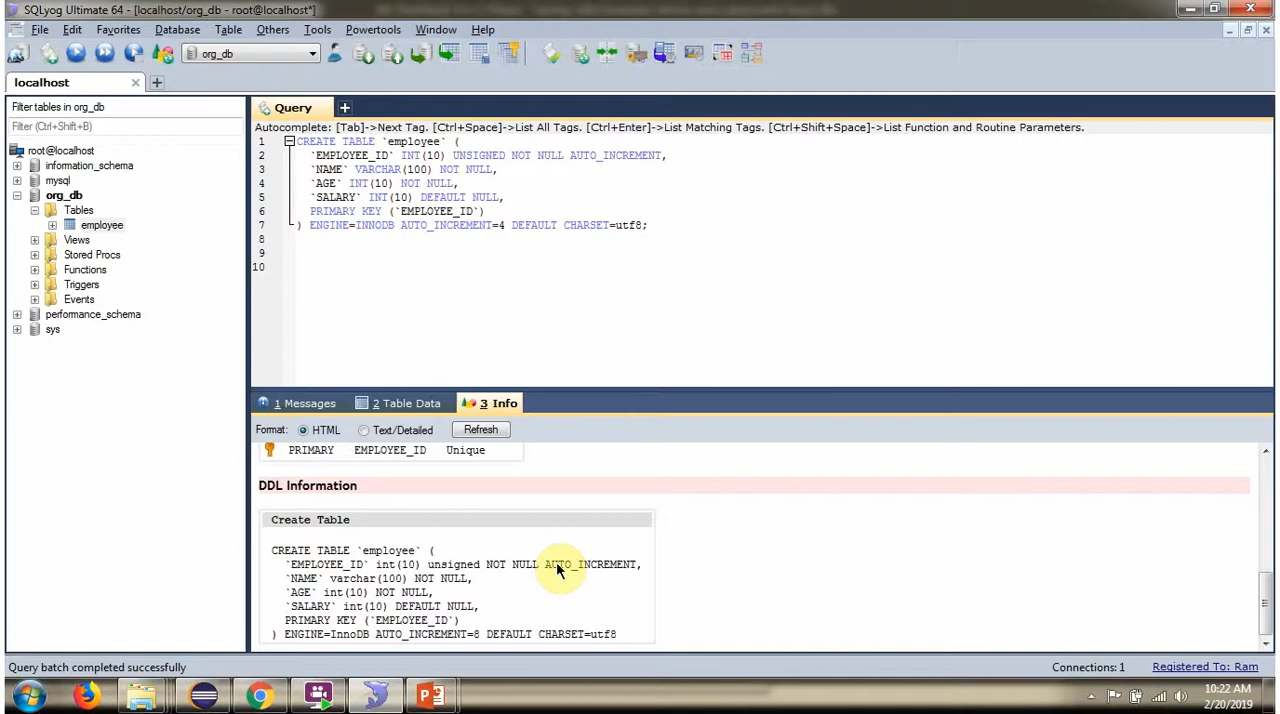 SQLyog Ultimate 64 - [localhost/org_db - root@localhost*]
File Edit Favorites Database Table Others Tools Powertools Window Help
org_db
localhost
Filter tables in org_db
Filter (Ctrl+Shift+B)
root@localhost
information_schema
mysql
org_db
Tables
employee
Views
Stored Procs
Functions
Triggers
Events
performance_schema
sys
Query
Autocomplete: [Tab]->Next Tag. [Ctrl+Space]->List All Tags. [Ctrl+Enter]->List Matching Tags. [Ctrl+Shift+Space]->List Function and Routine Parameters.
1 CREATE TABLE `employee` (
2 `EMPLOYEE_ID` INT(10) UNSIGNED NOT NULL AUTO_INCREMENT,
3 `NAME` VARCHAR(100) NOT NULL,
4 `AGE` INT(10) NOT NULL,
5 `SALARY` INT(10) DEFAULT NULL,
6 PRIMARY KEY (`EMPLOYEE_ID`)
7 ) ENGINE=INNODB AUTO_INCREMENT=4 DEFAULT CHARSET=utf8;
8
9
10
1 Messages 2 Table Data 3 Info
Format: HTML Text/Detailed Refresh
PRIMARY EMPLOYEE_ID Unique
DDL Information
Create Table
CREATE TABLE `employee` (
`EMPLOYEE_ID` int(10) unsigned NOT NULL AUTO_INCREMENT,
`NAME` varchar(100) NOT NULL,
`AGE` int(10) NOT NULL,
`SALARY` int(10) DEFAULT NULL,
PRIMARY KEY (`EMPLOYEE_ID`)
) ENGINE=InnoDB AUTO_INCREMENT=8 DEFAULT CHARSET=utf8
Query batch completed successfully
Connections: 1 Registered To: Ram
10:22 AM
2/20/2019